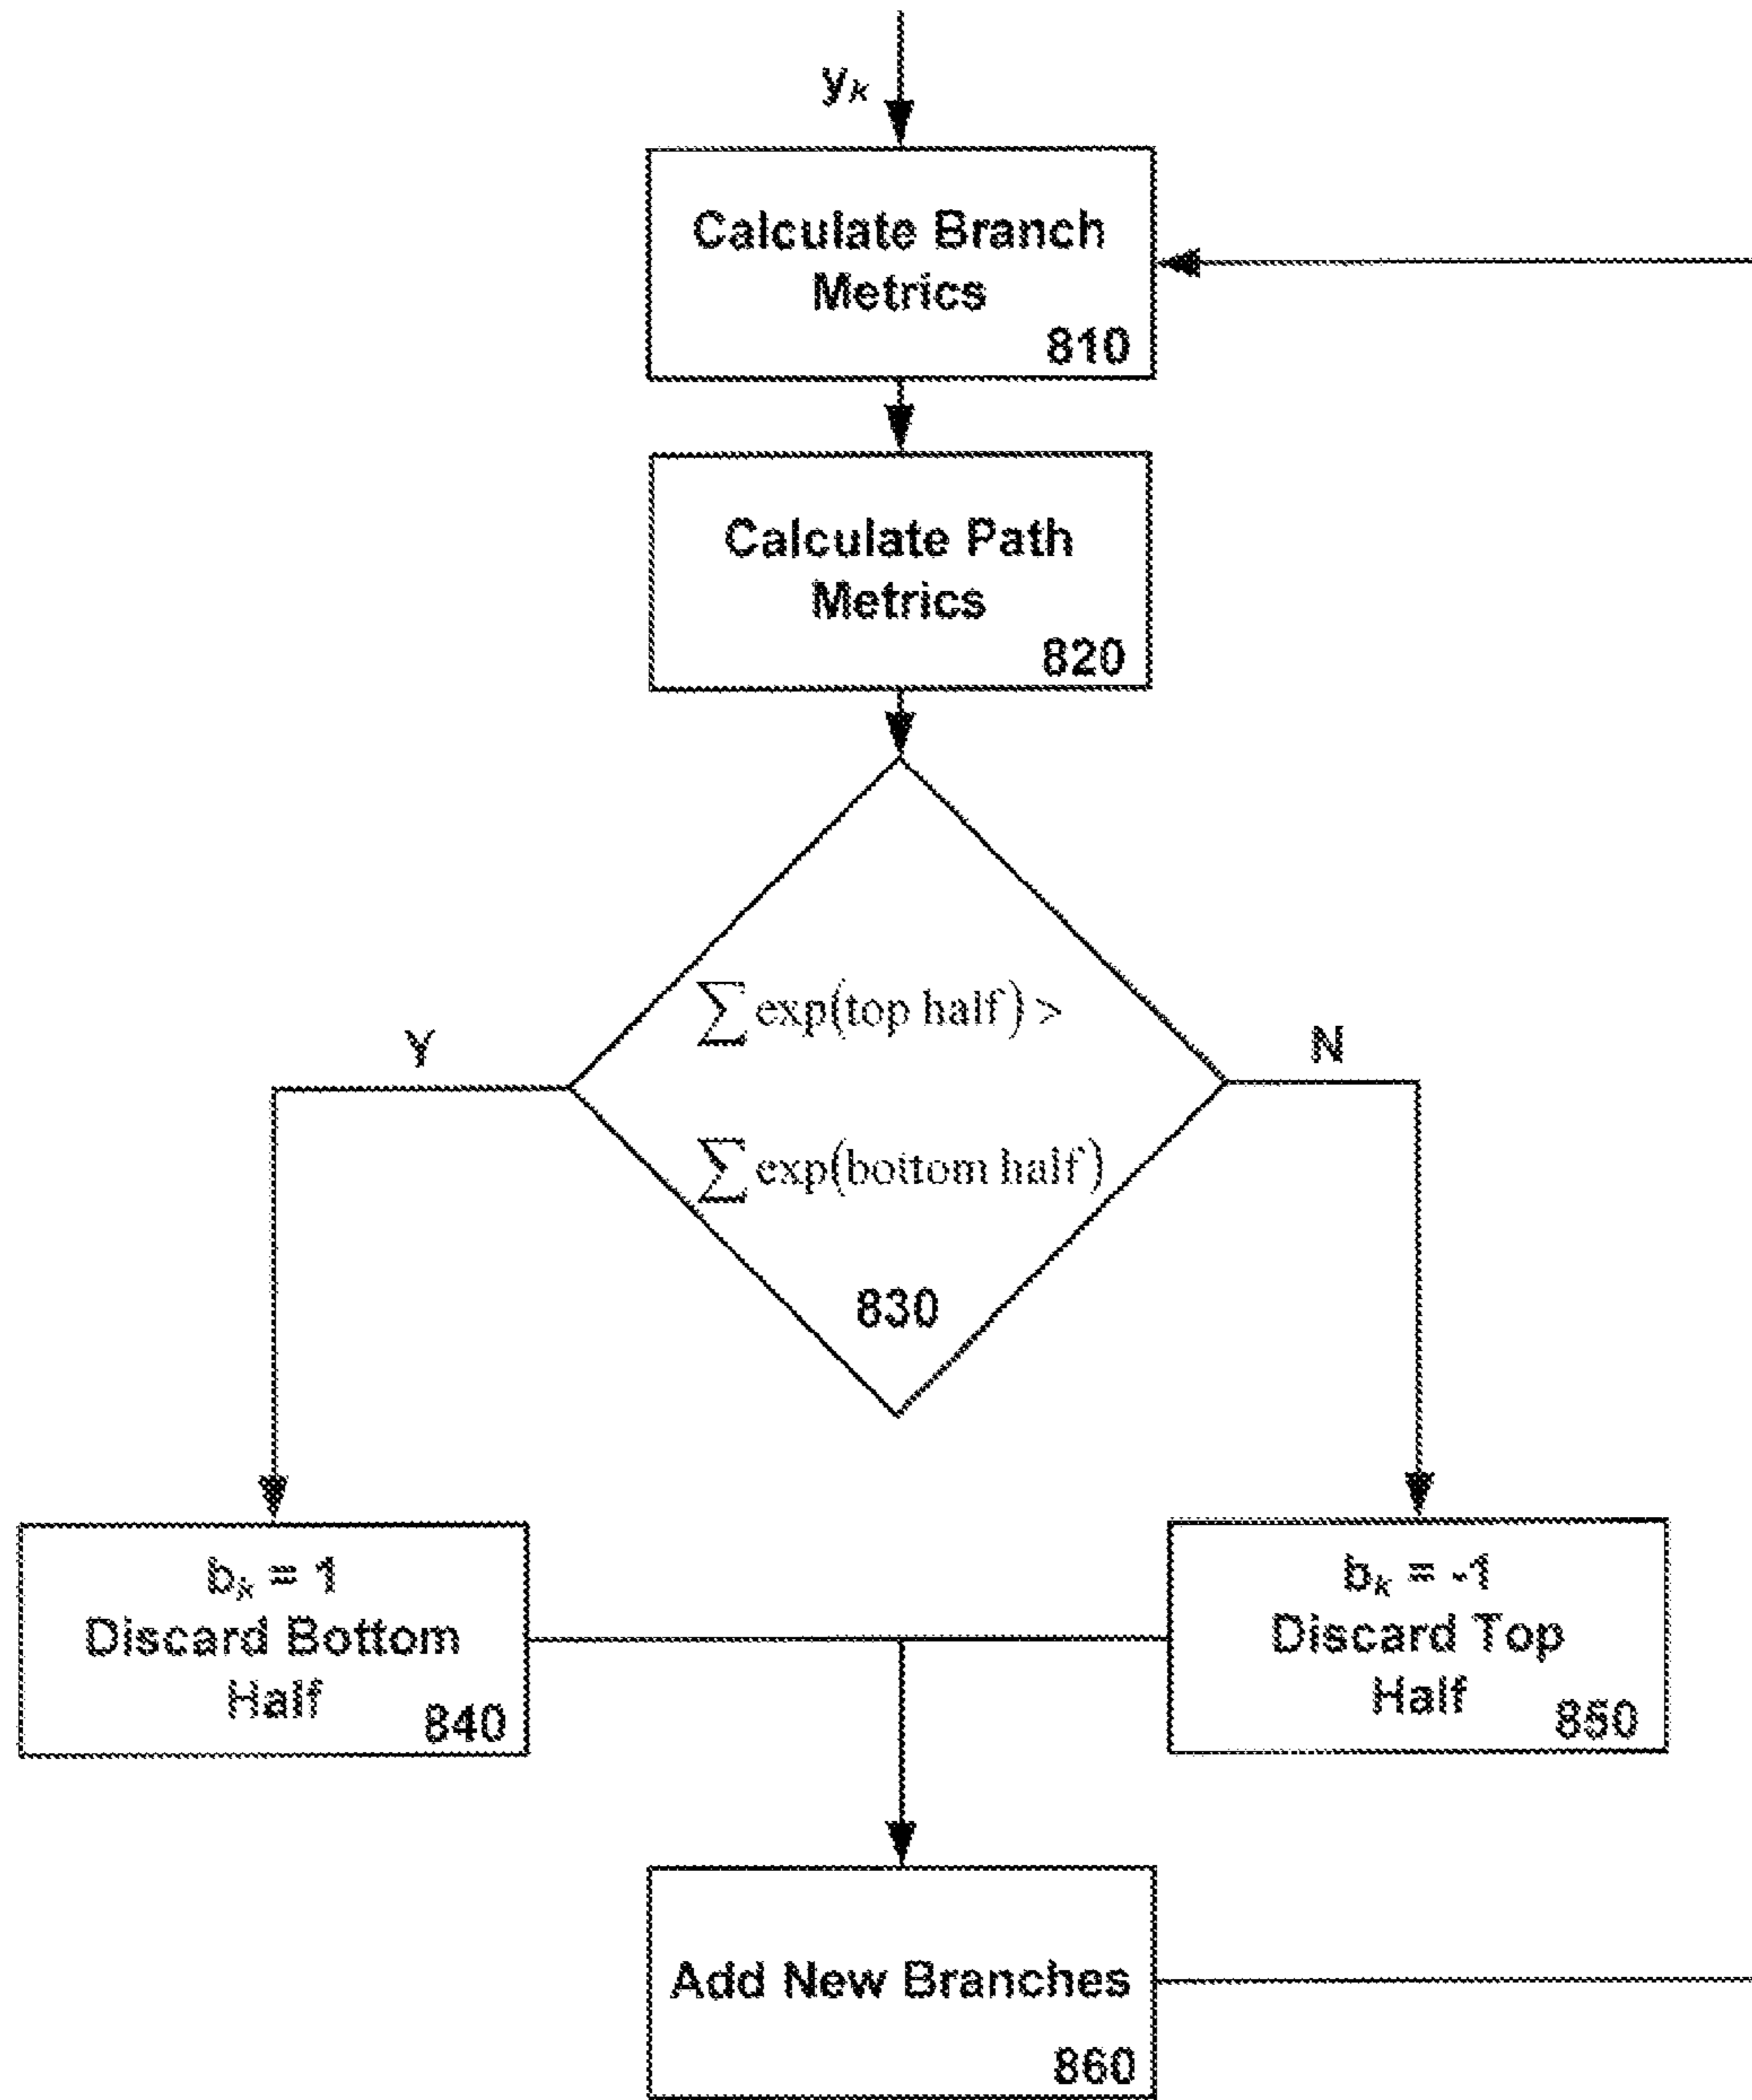 yk
Calculate Branch
Metrics
810
Calculate Path
Metrics
820
∑ exp(top half) >
Y
N
∑ exp(bottom half)
830
bk = 1
Discard Bottom
Half
840
bk = -1
Discard Top
Half
850
Add New Branches
860